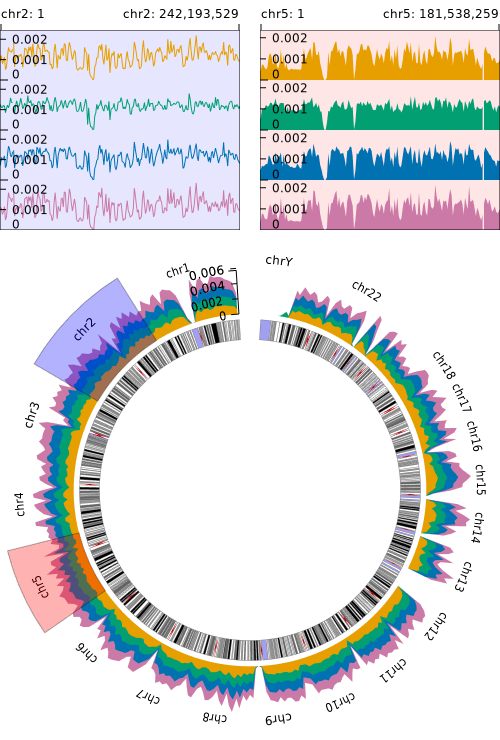 chr2: 1 chr2: 242,193,529 chr5: 1 chr5: 181,538,259
0.002 0.002
0.001 0.001
0 0
0.002 0.002
0.001 0.001
0 0
0.002 0.002
0.001 0.001
0 0
0.002 0.002
0.001 0.001
0 0
chr1
0.006
0.004
0.002
0
chrY
chr22
chr18
chr17
chr16
chr15
chr14
chr13
chr12
chr11
chr10
chr9
chr8
chr7
chr6
chr5
chr4
chr3
chr2